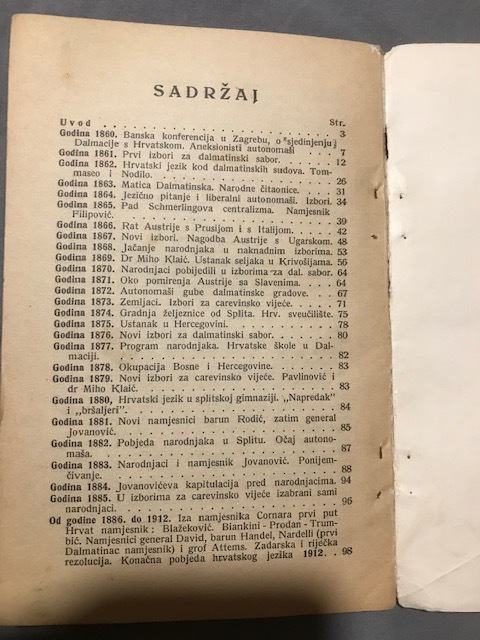 SADRŽAJ
Str.
Uvod . . . . . . . . . . . . . . . . 3
Godina 1860. Banska konferencija u Zagrebu, o sjedinjenju
Dalmacije s Hrvatskom. Aneksionisti autonomaši 7
Godina 1861. Prvi izbori za dalmatinski sabor. . . . 12
Godina 1862. Hrvatski jezik kod dalmatinskih sudova. Tom-
maseo i Nodilo. . . . . . . . . . . . 26
Godina 1863. Matica Dalmatinska. Narodne čitaonice. . . 31
Godina 1864. Jezično pitanje i liberalni autonomaši. Izbori. 34
Godina 1865. Pad Schmerlingova centralizma. Namjesnik
Filipović. . . . . . . . . . . . . . 39
Godina 1866. Rat Austrije s Prusijom i s Italijom. . . 42
Godina 1867. Novi izbori. Nagodba Austrije s Ugarskom. 48
Godina 1868. Jačanje narodnjaka u naknadnim izborima. 53
Godina 1869. Dr Miho Klaić. Ustanak seljaka u Krivošijama. 56
Godina 1870. Narodnjaci pobijedili u izborima za dal. sabor. 64
Godina 1871. Oko pomirenja Austrije sa Slavenima. . . 64
Godina 1872. Autonomaši gube dalmatinske gradove. . . 67
Godina 1873. Zemljaci. Izbori za carevinsko vijeće. . . 71
Godina 1874. Gradnja željeznice od Splita. Hrv. sveučilište. 75
Godina 1875. Ustanak u Hercegovini. . . . . . . 78
Godina 1876. Novi izbori za dalmatinski sabor. . . . 80
Godina 1877. Program narodnjaka. Hrvatske škole u Dal-
maciji. . . . . . . . . . . . . . . 82
Godina 1878. Okupacija Bosne i Hercegovine. . . . . 83
Godina 1879. Novi izbori za carevinsko vijeće. Pavlinović i
dr Miho Klaić. . . . . . . . . . . . 83
Godina 1880, Hrvatski jezik u splitskoj gimnaziji. „Napredak"
i „bršaljeri". . . . . . . . . . . . . 84
Godina 1881. Novi namjesnici barun Rodić, zatim general
Jovanović. . . . . . . . . . . . . . 85
Godina 1882. Pobjeda narodnjaka u Splitu. Očaj autono-
maša. . . . . . . . . . . . . . . . 87
Godina 1883. Narodnjaci i namjesnik Jovanović. Ponijem-
čivanje. . . . . . . . . . . . . . . 88
Godina 1884. Jovanovićeva kapitulacija pred narodnjacima. 94
Godina 1885. U izborima za carevinsko vijeće izabrani sami
narodnjaci. . . . . . . . . . . . . . 96
Od godine 1886. do 1912. Iza namjesnika Cornara prvi put
Hrvat namjesnik : Blažeković. Biankini - Prodan - Trum-
bić. Namjesnici general David, barun Handel, Nardelli (prvi
Dalmatinac namjesnik) i grof Attems. Zadarska i riječka
rezolucija. Konačna pobjeda hrvatskog jezika 1912. . 98